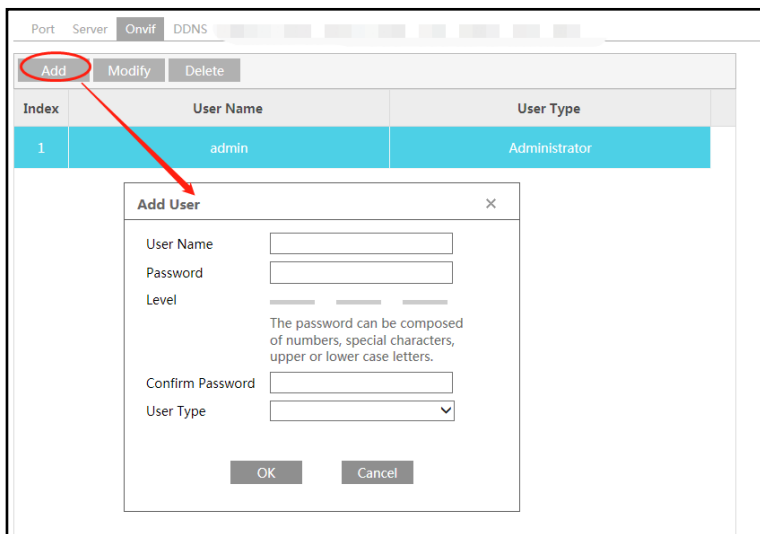 Port Server Onvif DDNS
Add Modify Delete
Index User Name User Type
1 admin Administrator
Add User ×
User Name
Password
Level
The password can be composed
of numbers, special characters,
upper or lower case letters.
Confirm Password
User Type
OK Cancel